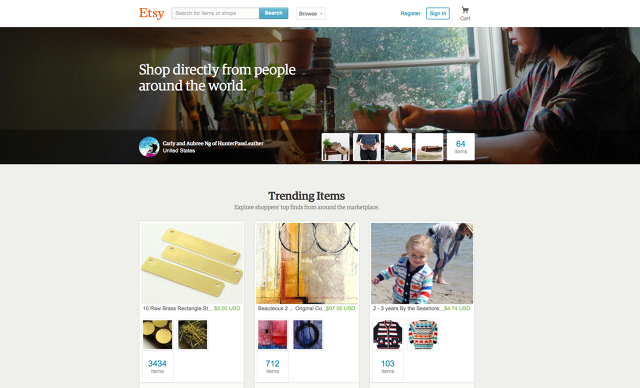 Etsy
Search for items or shops
Search
Browse
Register
Sign In
Cart
Shop directly from people
around the world.
Carly and Aubree Ng of HunterPassLeather
United States
64
items
Trending Items
Explore shoppers' top finds from around the marketplace.
10 Raw Brass Rectangle St... $5.00 USD
Beauteous 2 ... Original Co... $97.00 USD
2 - 3 years By the Seashore... $4.74 USD
3434
items
712
items
103
items